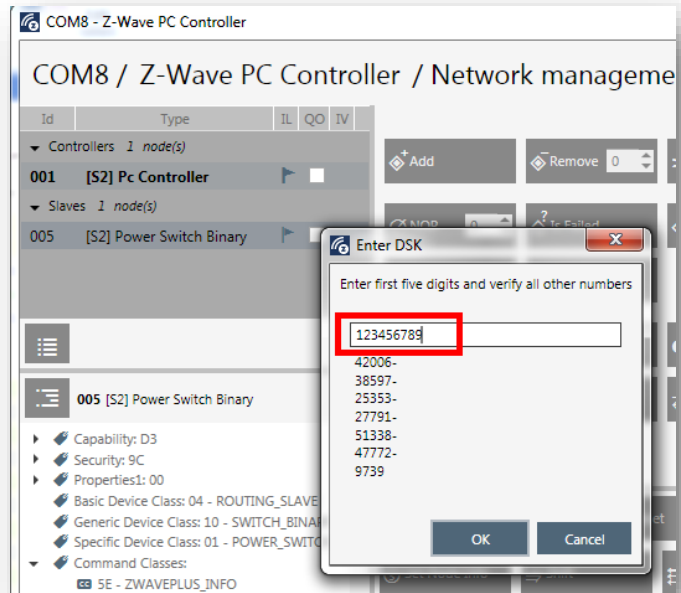 COM8 - Z-Wave PC Controller
COM8 / Z-Wave PC Controller / Network manageme
Id Type IL QO IV
Controllers 1 node(s)
001 [S2] Pc Controller
Slaves 1 node(s)
005 [S2] Power Switch Binary
Add
Remove 0
NOP 0
Is Failed
Enter DSK
Enter first five digits and verify all other numbers
123456789
42006-
38597-
25353-
27791-
51338-
47772-
9739
OK Cancel
005 [S2] Power Switch Binary
Capability: D3
Security: 9C
Properties1: 00
Basic Device Class: 04 - ROUTING_SLAVE
Generic Device Class: 10 - SWITCH_BINA
Specific Device Class: 01 - POWER_SWITC
Command Classes:
5E - ZWAVEPLUS_INFO
Set Node Info
Shift